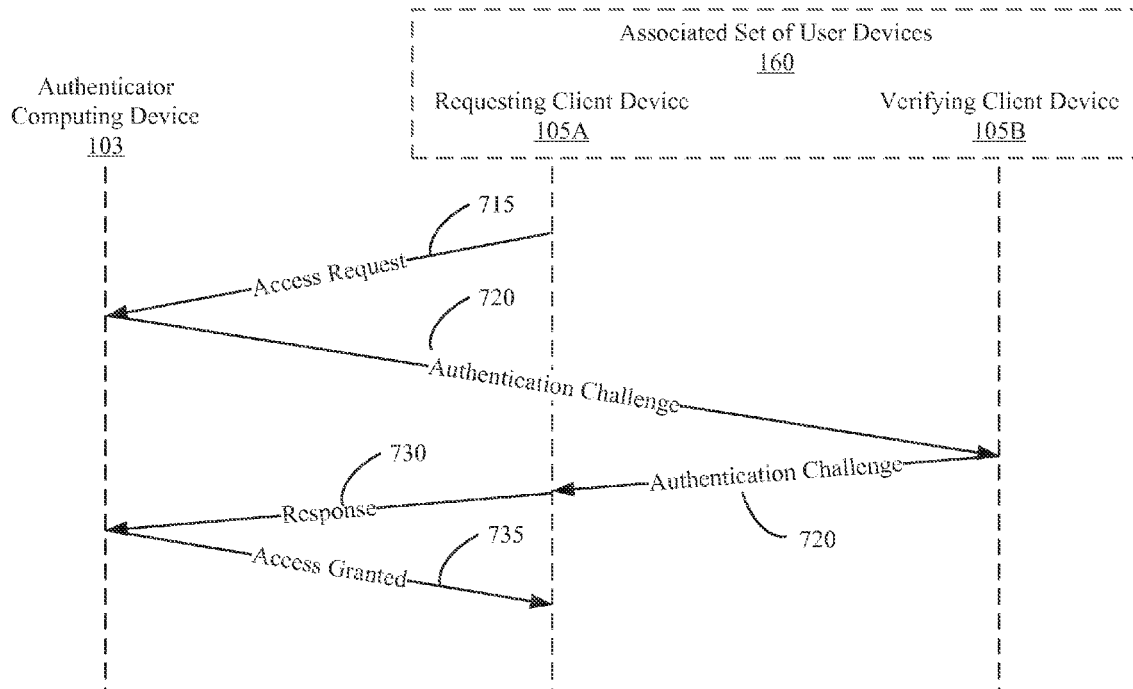 Associated Set of User Devices
160
Authenticator
Computing Device
103
Requesting Client Device
105A
Verifying Client Device
105B
715
Access Request
720
Authentication Challenge
730
Authentication Challenge
Response
720
735
Access Granted